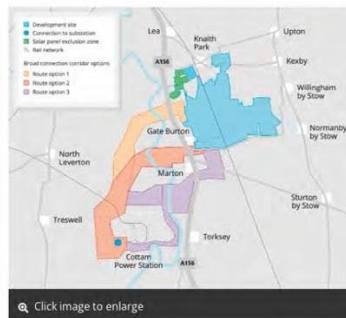 Development site
Connection to substation
Solar panel exclusion zone
Rail network
Broad connection corridor options
Route option 1
Route option 2
Route option 3
Lea
Knaith
Park
Upton
Kexby
A156
Willingham
by Stow
Gate Burton
Normanby
by Stow
North
Leverton
Marton
Sturton
by Stow
Treswell
Torksey
Cottam
Power Station
A156
Click image to enlarge